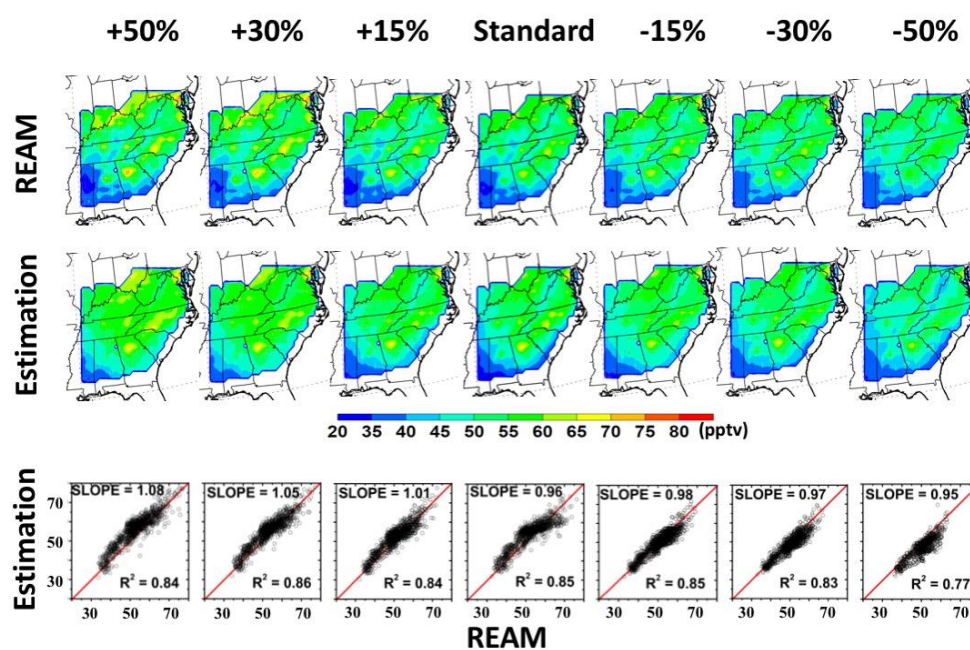 +50% +30% +15% Standard -15% -30% -50%
REAM
Estimation
20 35 40 45 50 55 60 65 70 75 80 (pptv)
Estimation
70
50
30
SLOPE = 1.08 SLOPE = 1.05 SLOPE = 1.01 SLOPE = 0.96 SLOPE = 0.98 SLOPE = 0.97 SLOPE = 0.95
R² = 0.84 R² = 0.86 R² = 0.84 R² = 0.85 R² = 0.85 R² = 0.83 R² = 0.77
30 50 70 30 50 70 30 50 70 30 50 70 30 50 70 30 50 70 30 50 70
REAM